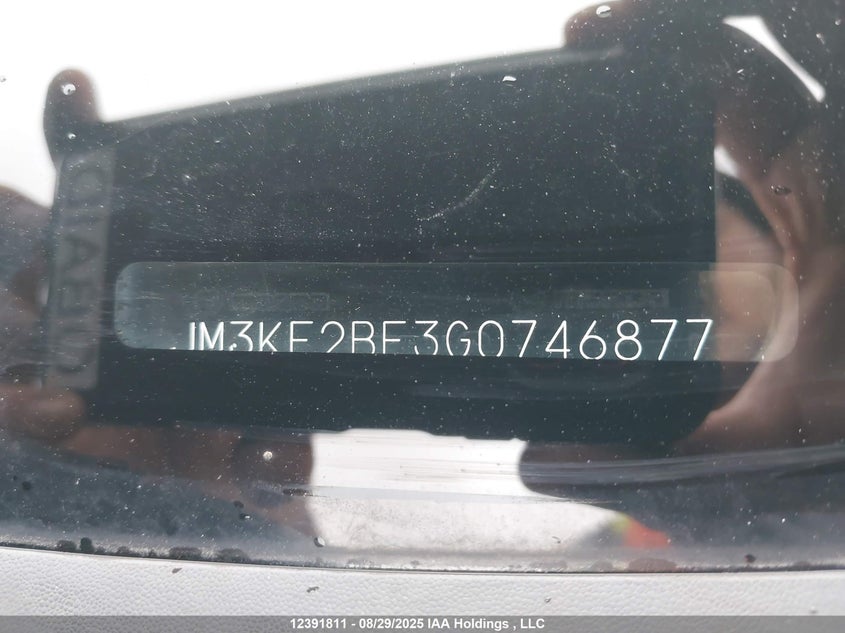 JM3KE2BE3G0746877
12391811 - 08/29/2025 IAA Holdings , LLC